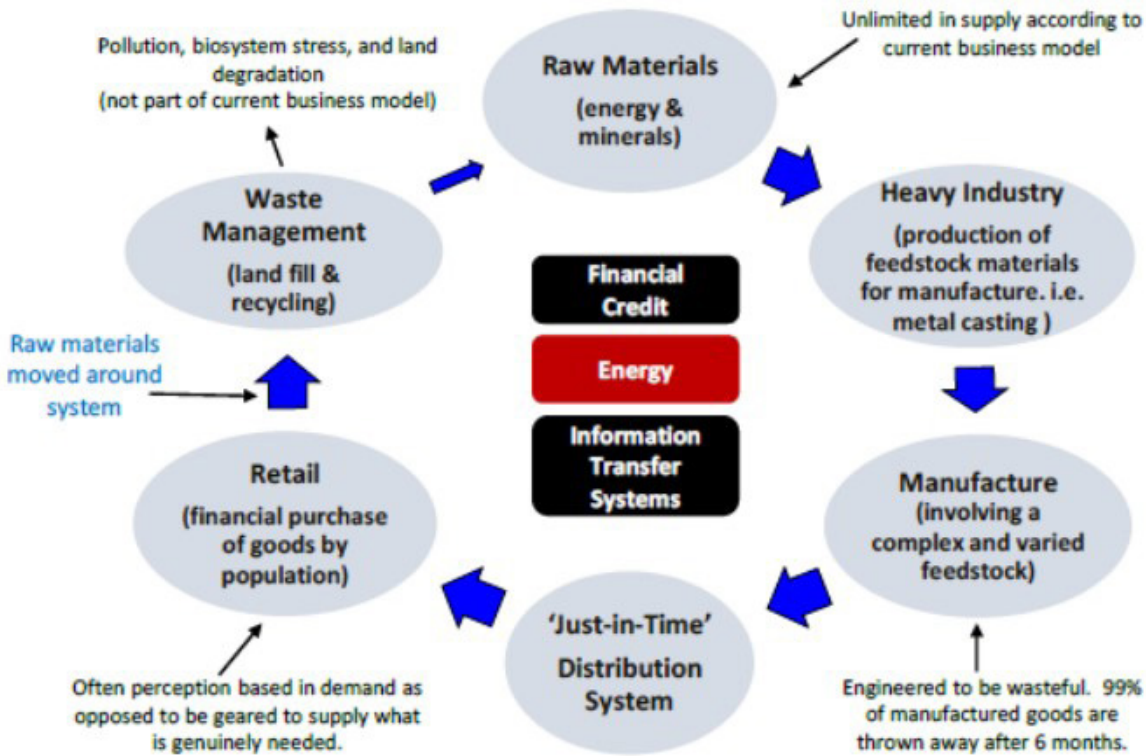 Pollution, biosystem stress, and land
degradation
(not part of current business model)
Raw Materials
(energy &
minerals)
Unlimited in supply according to
current business model
Waste
Management
(land fill &
recycling)
Heavy Industry
(production of
feedstock materials
for manufacture. i.e.
metal casting )
Financial
Credit
Energy
Information
Transfer
Systems
Raw materials
moved around
system
Retail
(financial purchase
of goods by
population)
Manufacture
(involving a
complex and varied
feedstock)
‘Just-in-Time’
Distribution
System
Often perception based in demand as
opposed to be geared to supply what
is genuinely needed.
Engineered to be wasteful. 99%
of manufactured goods are
thrown away after 6 months.